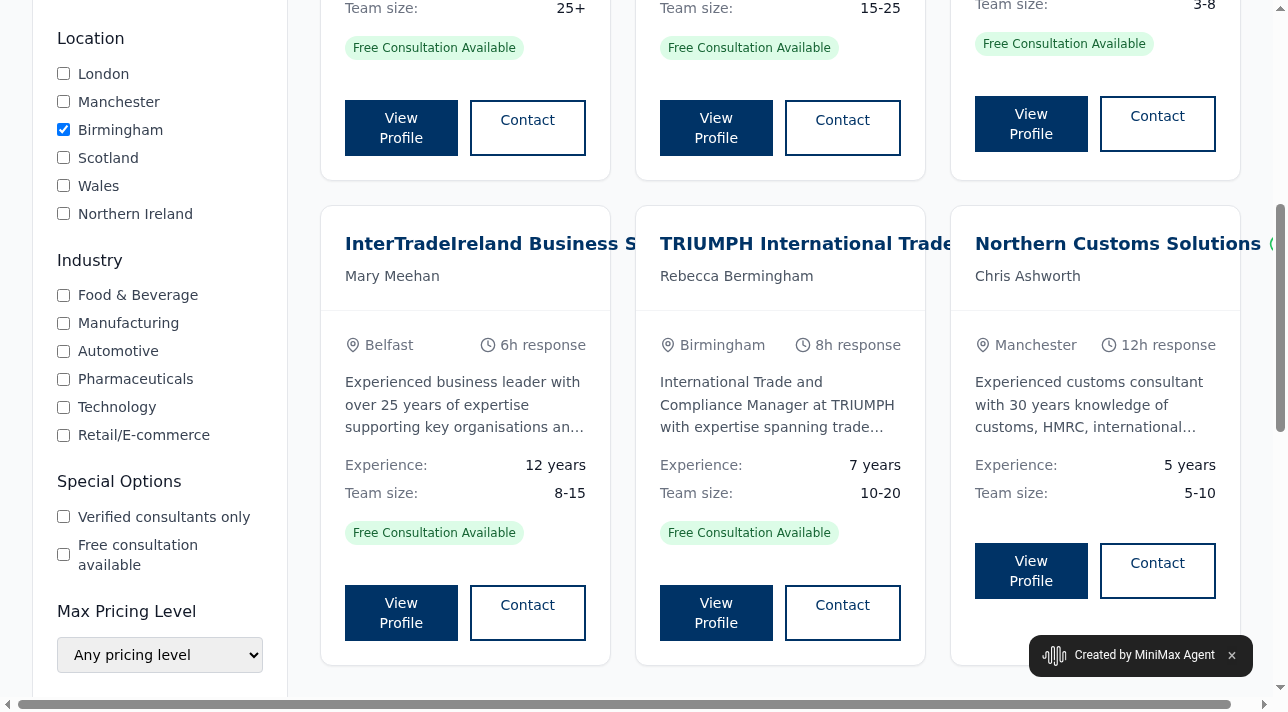 Location
London
Manchester
Birmingham
Scotland
Wales
Northern Ireland
Industry
Food & Beverage
Manufacturing
Automotive
Pharmaceuticals
Technology
Retail/E-commerce
Special Options
Verified consultants only
Free consultation
available
Max Pricing Level
Any pricing level
Team size: 25+
Free Consultation Available
View
Profile
Contact
Team size: 15-25
Free Consultation Available
View
Profile
Contact
Team size: 3-8
Free Consultation Available
View
Profile
Contact
InterTradeIreland Business S
Mary Meehan
Belfast 6h response
Experienced business leader with
over 25 years of expertise
supporting key organisations an…
Experience: 12 years
Team size: 8-15
Free Consultation Available
View
Profile
Contact
TRIUMPH International Trade
Rebecca Bermingham
Birmingham 8h response
International Trade and
Compliance Manager at TRIUMPH
with expertise spanning trade…
Experience: 7 years
Team size: 10-20
Free Consultation Available
View
Profile
Contact
Northern Customs Solutions
Chris Ashworth
Manchester 12h response
Experienced customs consultant
with 30 years knowledge of
customs, HMRC, international…
Experience: 5 years
Team size: 5-10
View
Profile
Contact
Created by MiniMax Agent ×